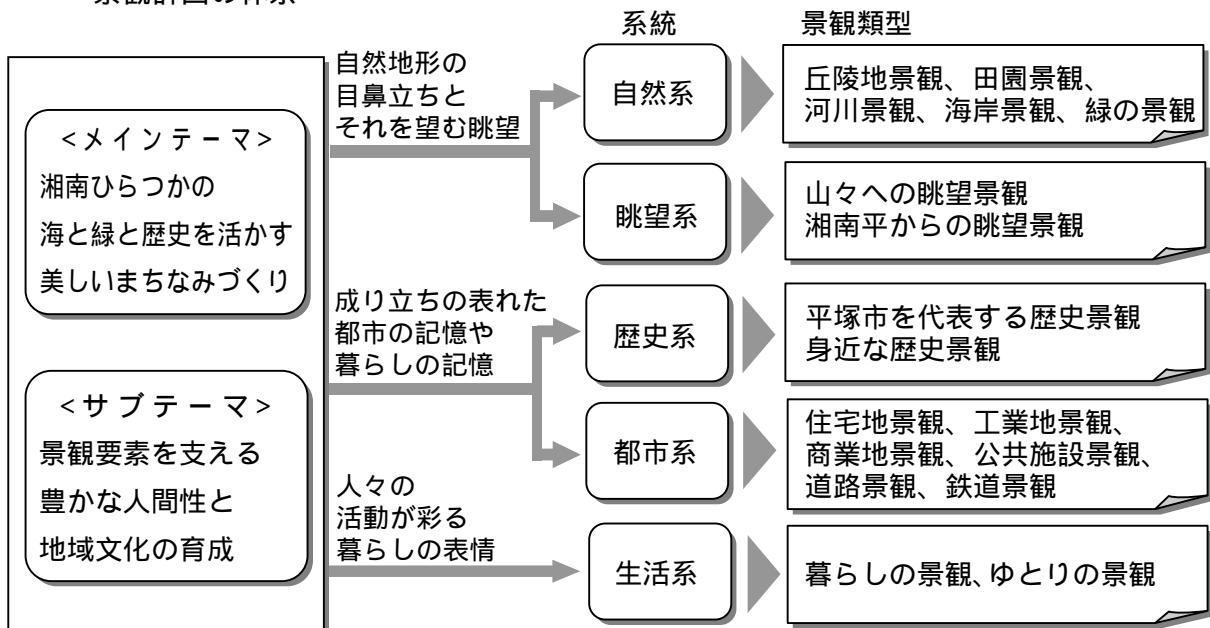 系統
景観類型
<メインテーマ>
湘南ひらつかの
海と緑と歴史を活かす
美しいまちなみづくり
<サブテーマ>
景観要素を支える
豊かな人間性と
地域文化の育成
自然地形の
目鼻立ちと
それを望む眺望
自然系
丘陵地景観、田園景観、
河川景観、海岸景観、緑の景観
眺望系
山々への眺望景観
湘南平からの眺望景観
成り立ちの表れた
都市の記憶や
暮らしの記憶
歴史系
平塚市を代表する歴史景観
身近な歴史景観
都市系
住宅地景観、工業地景観、
商業地景観、公共施設景観、
道路景観、鉄道景観
人々の
活動が彩る
暮らしの表情
生活系
暮らしの景観、ゆとりの景観